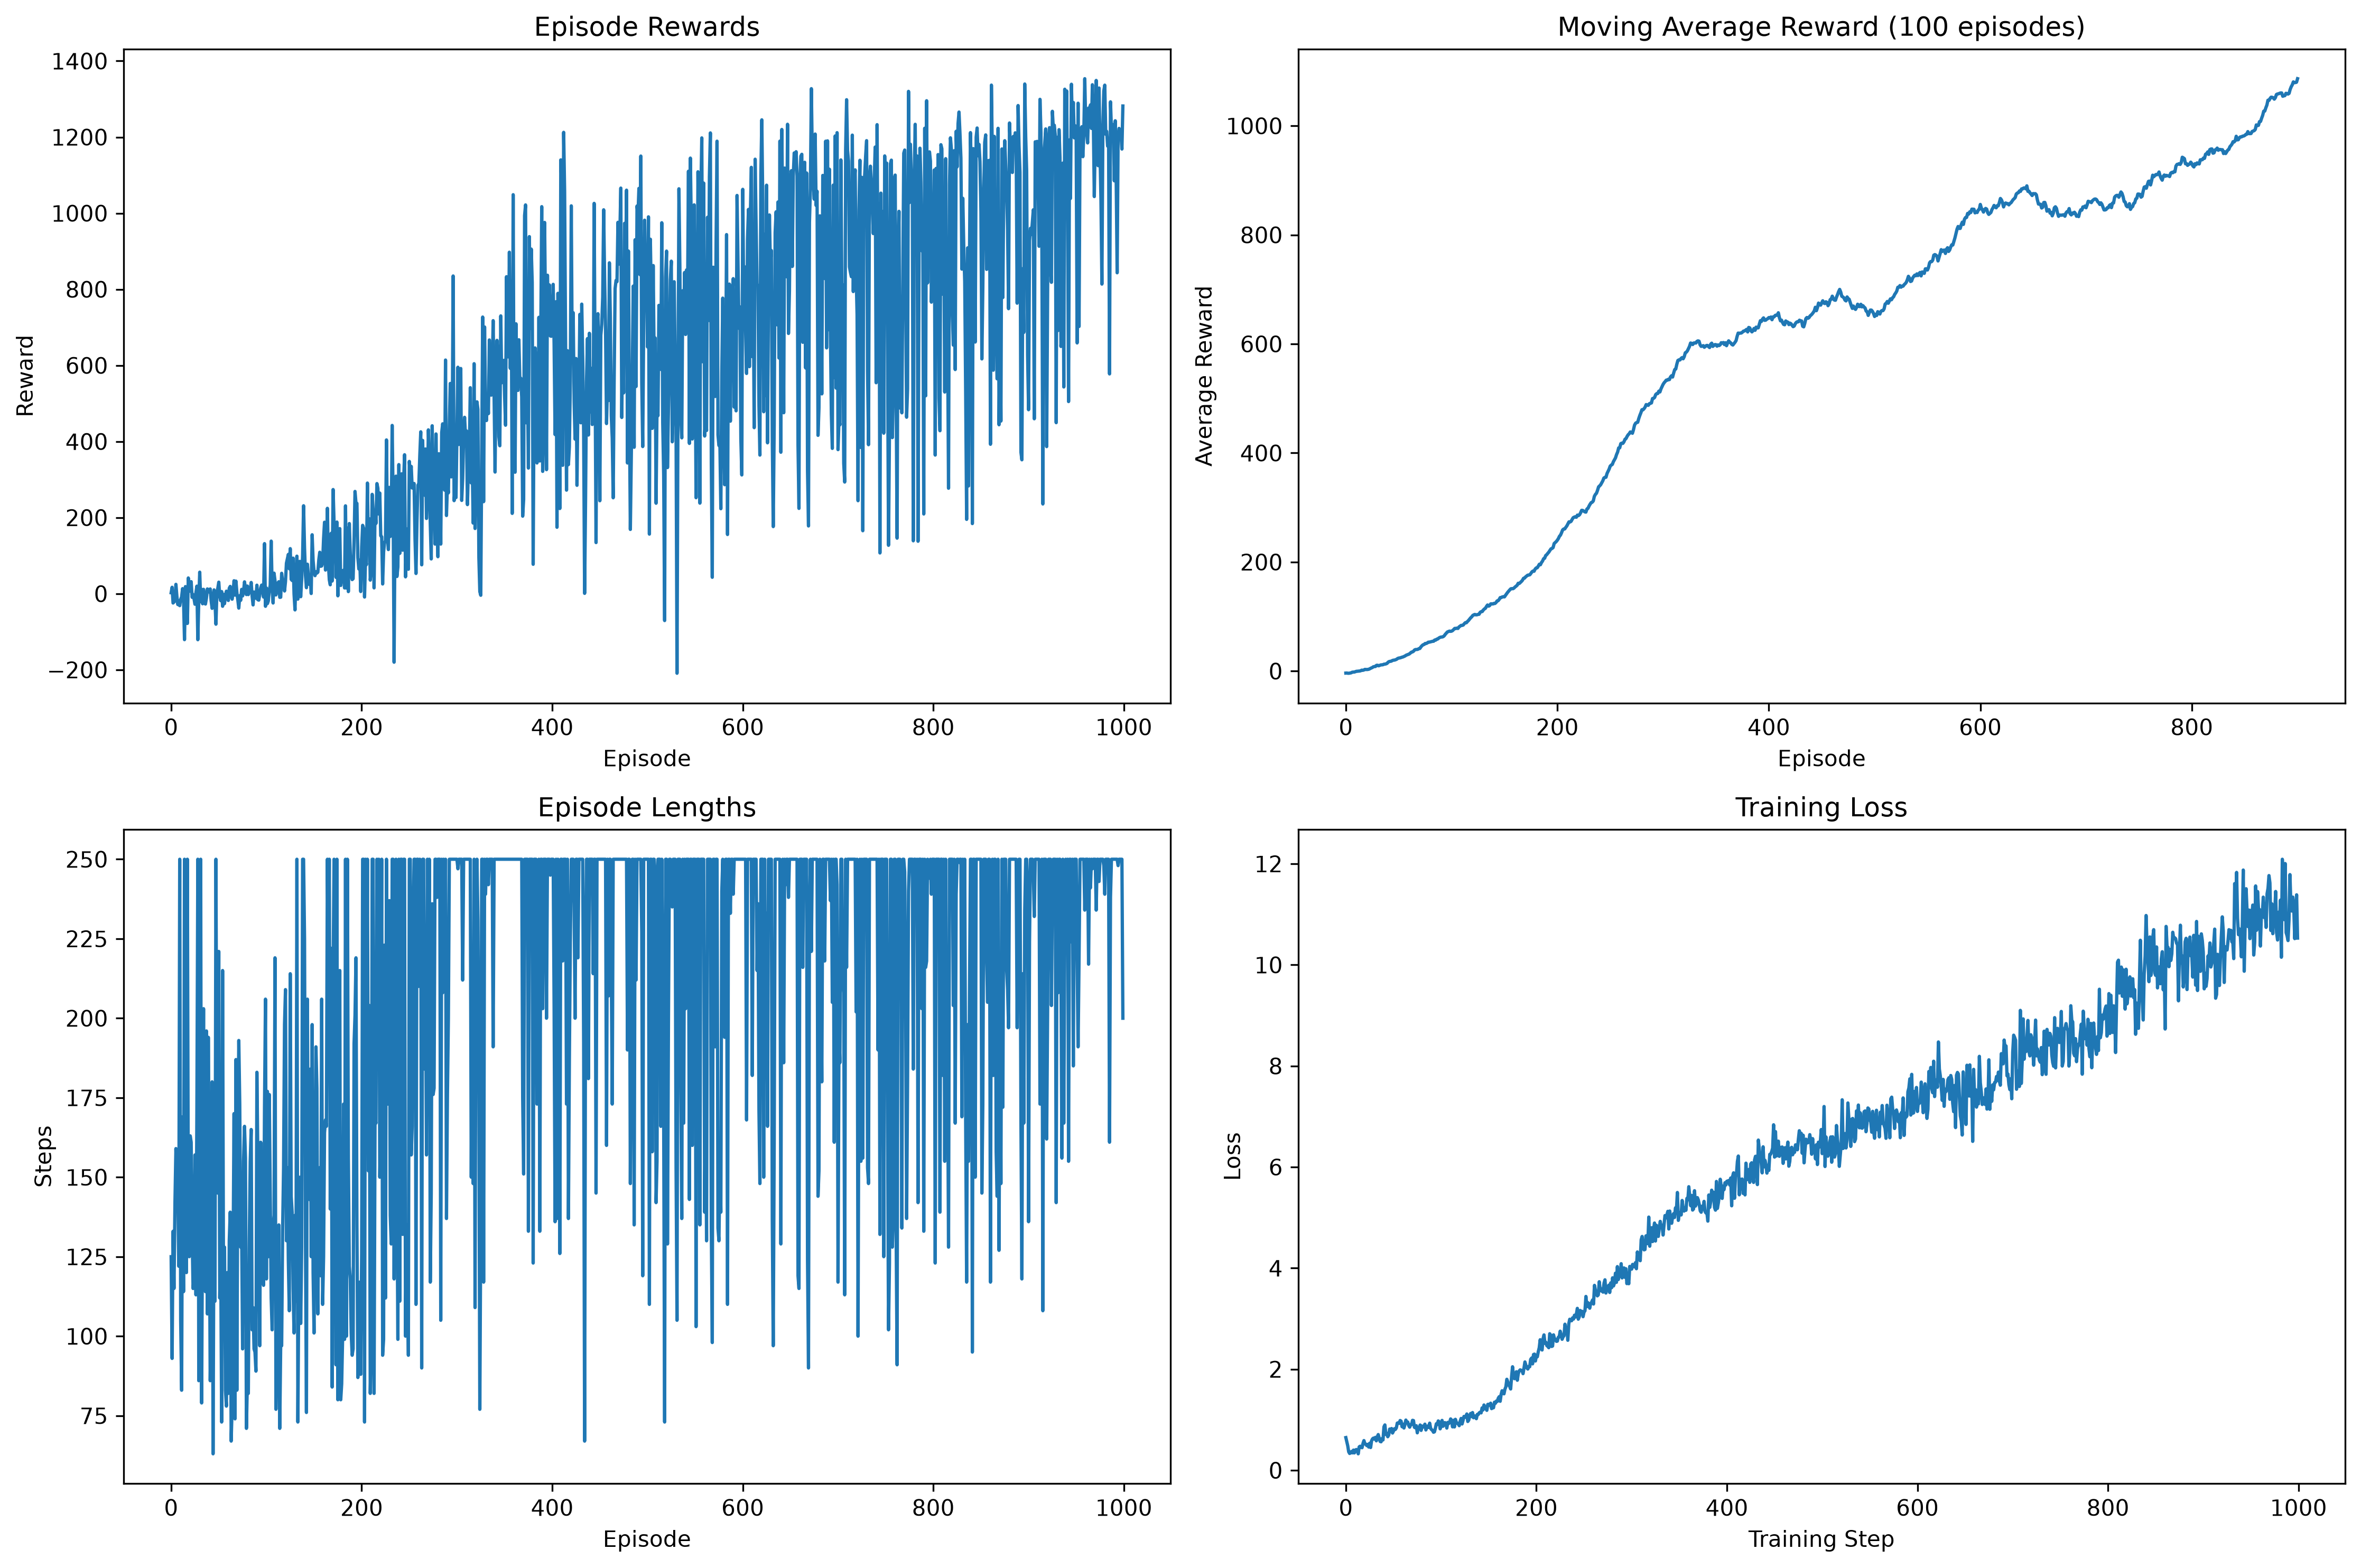 Episode Rewards
1400
1200
1000
800
600
400
200
0
−200
Reward
0 200 400 600 800 1000
Episode
Moving Average Reward (100 episodes)
1000
800
600
400
200
0
Average Reward
0 200 400 600 800
Episode
Episode Lengths
250
225
200
175
150
125
100
75
Steps
0 200 400 600 800 1000
Episode
Training Loss
12
10
8
6
4
2
0
Loss
0 200 400 600 800 1000
Training Step